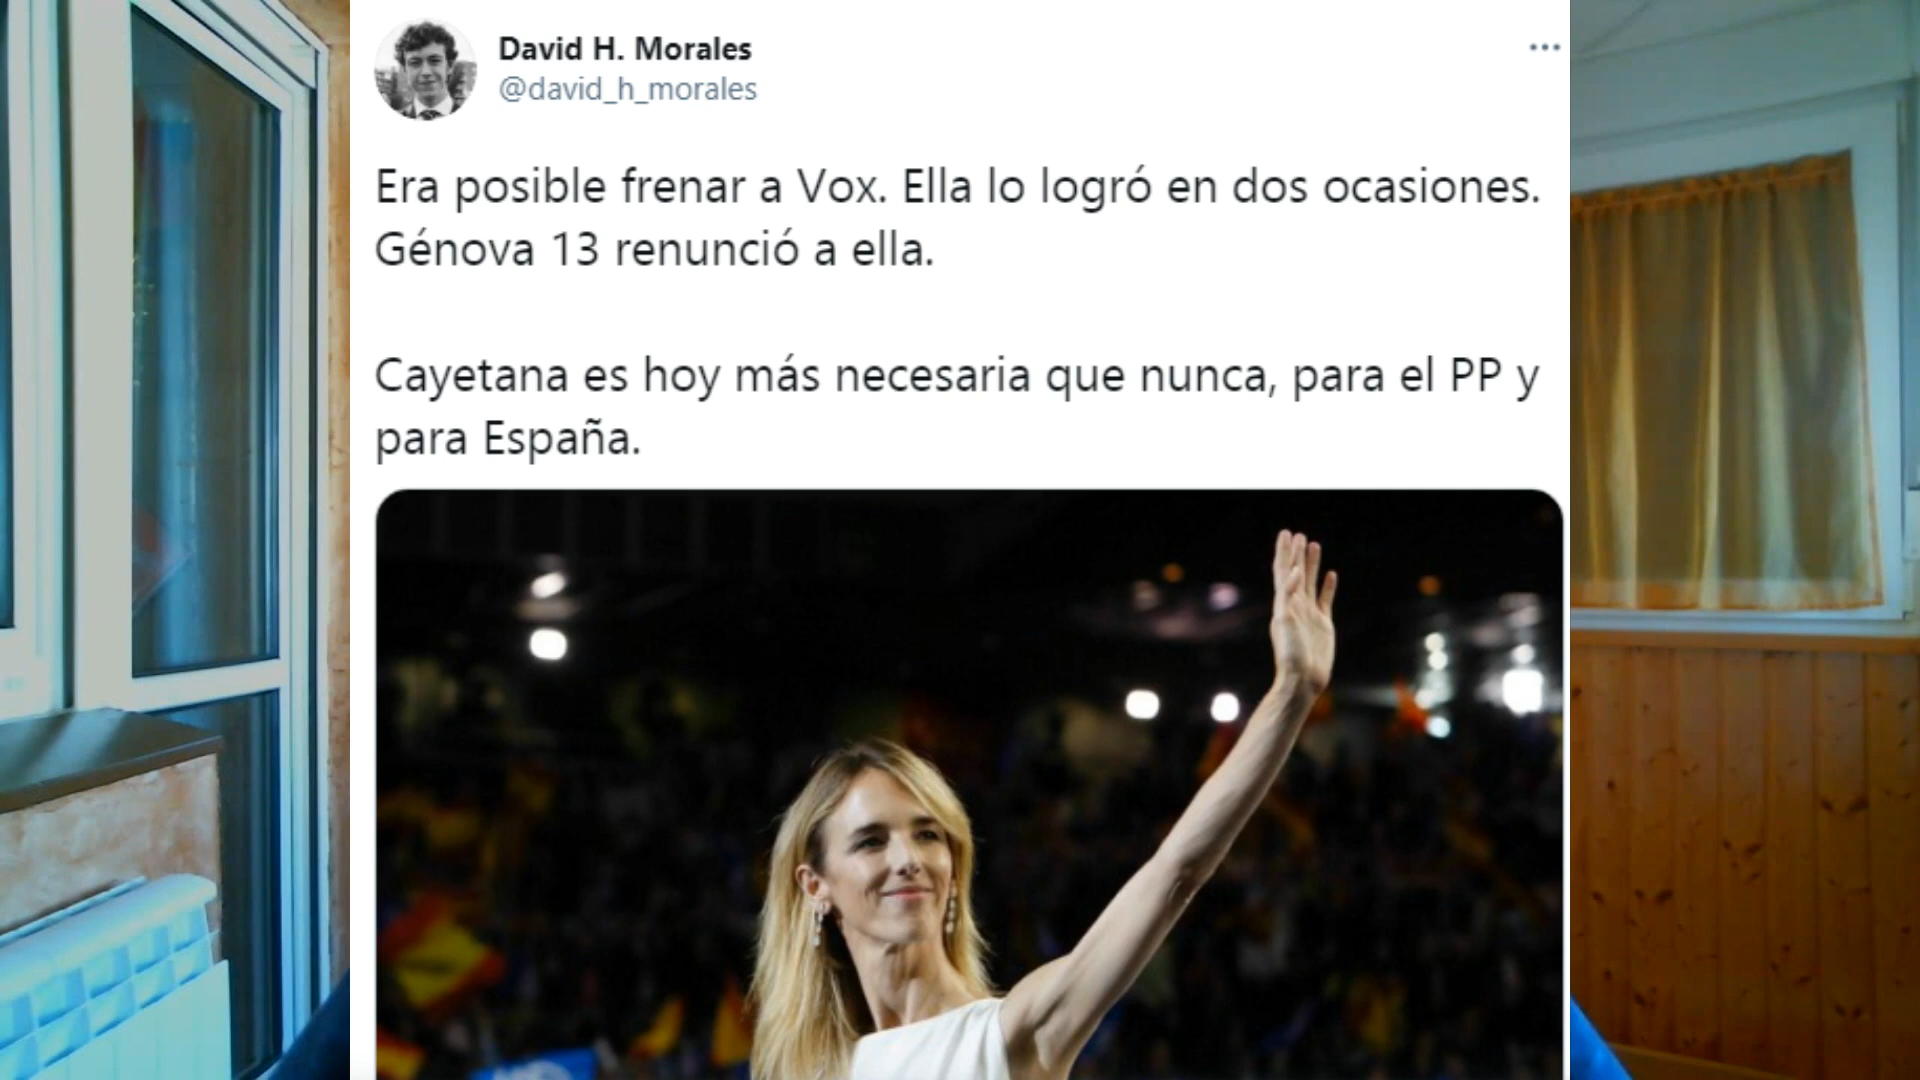 David H. Morales
@david_h_morales
Era posible frenar a Vox. Ella lo logró en dos ocasiones.
Génova 13 renunció a ella.
Cayetana es hoy más necesaria que nunca, para el PP y
para España.